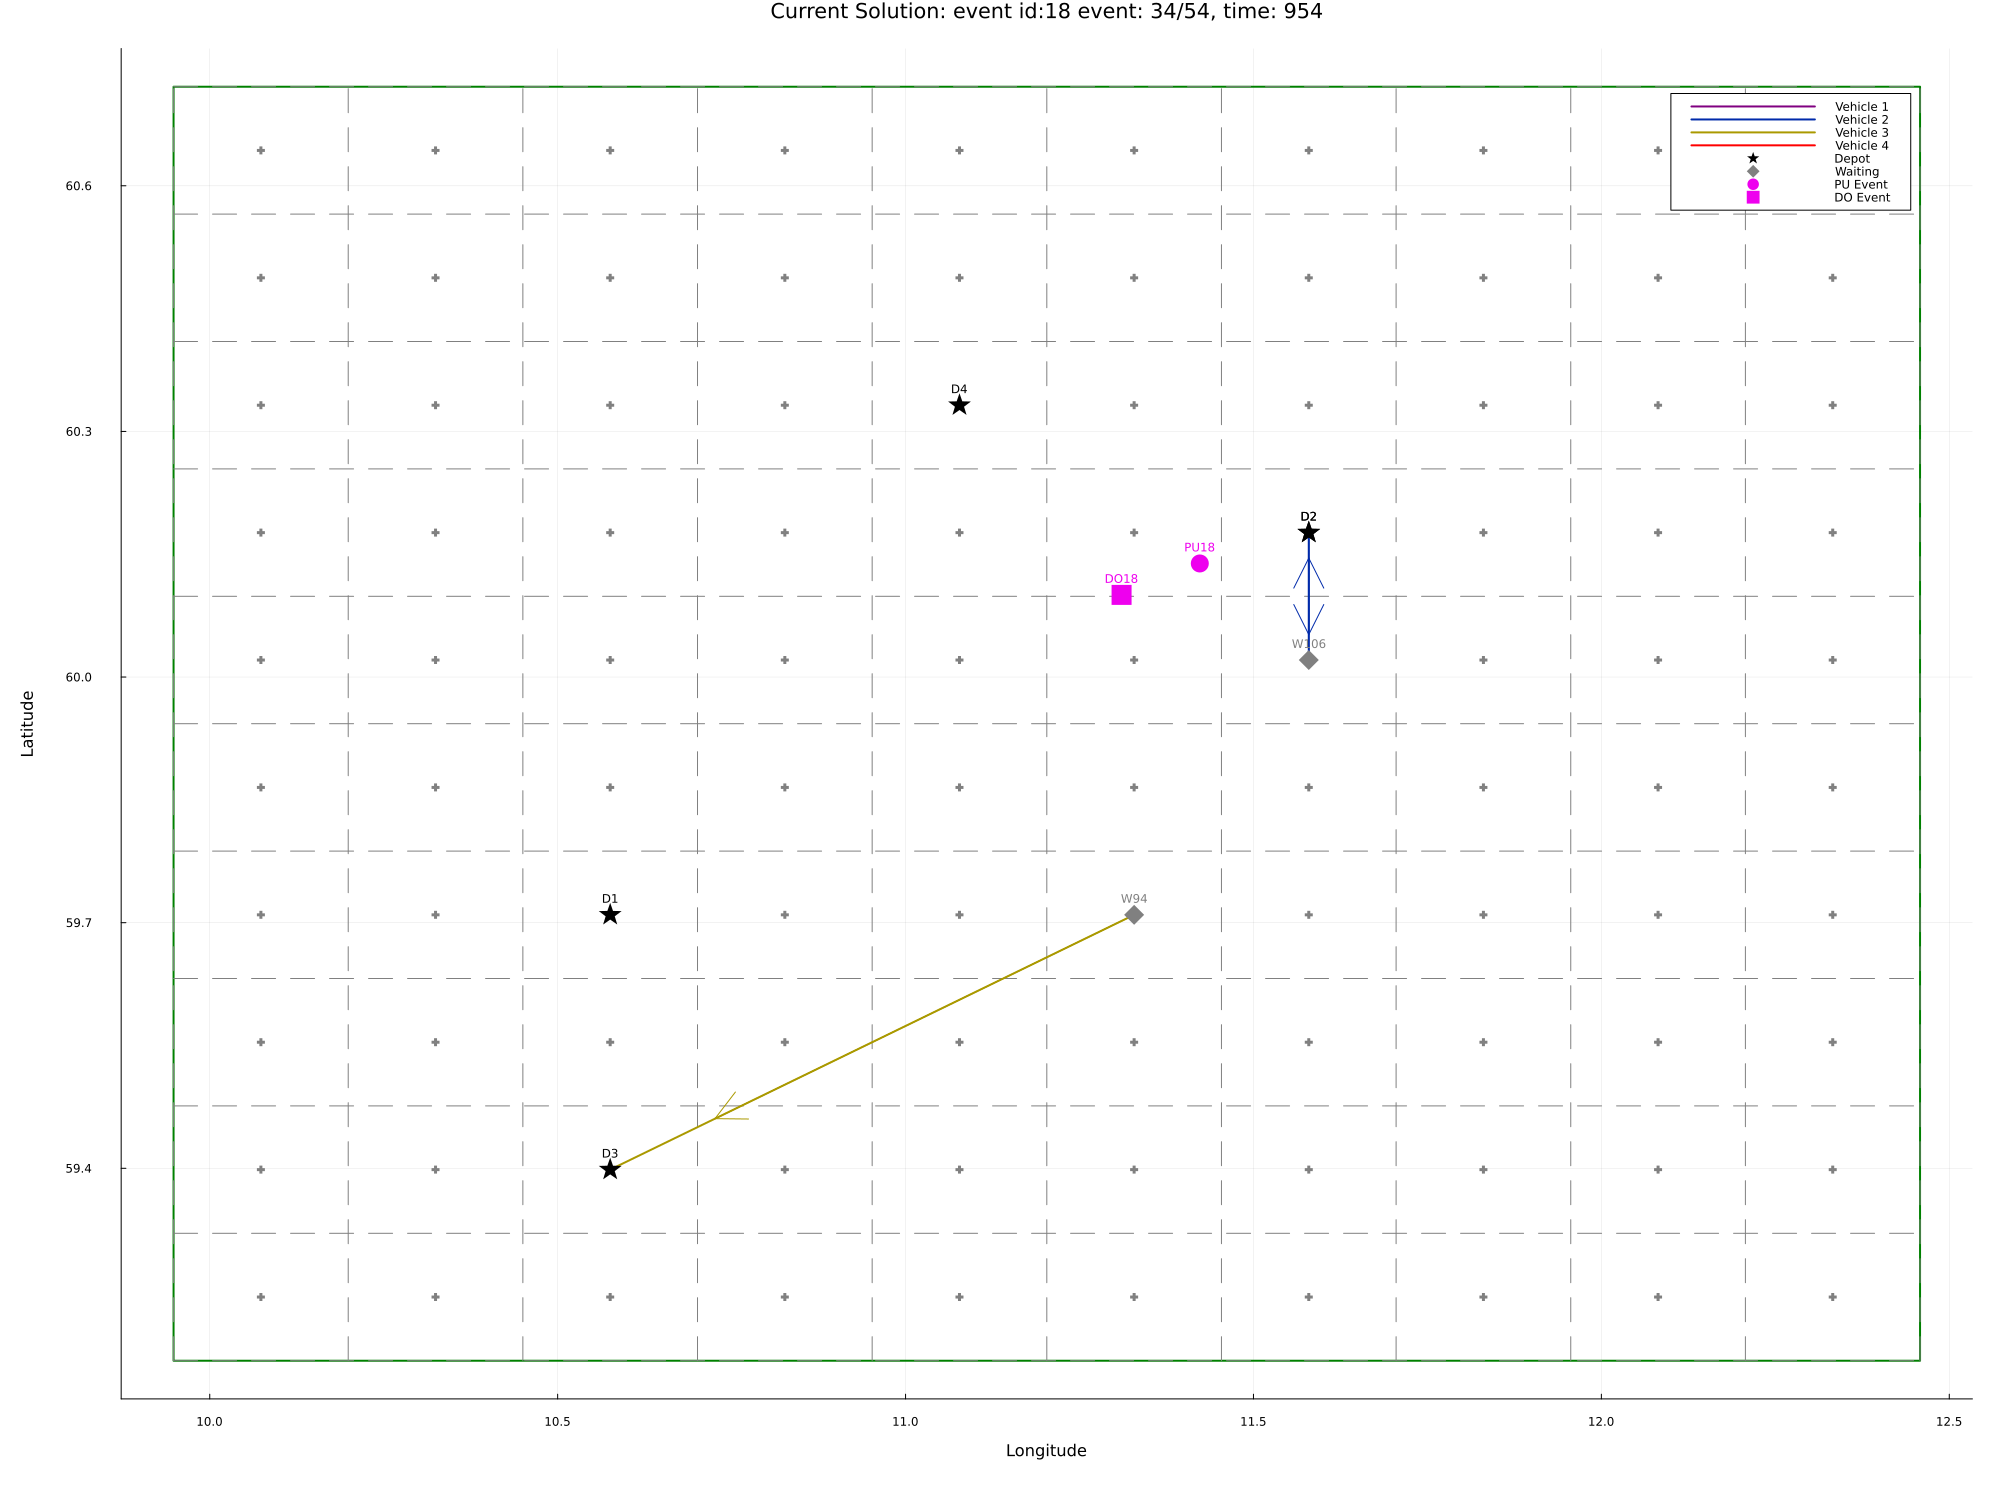 Current Solution: event id:18 event: 34/54, time: 954
Vehicle 1
Vehicle 2
Vehicle 3
Vehicle 4
Depot
Waiting
PU Event
DO Event
60.6
D4
60.3
D2
PU18
DO18
W106
60.0
Latitude
D1
W94
59.7
D3
59.4
10.0 10.5 11.0 11.5 12.0 12.5
Longitude